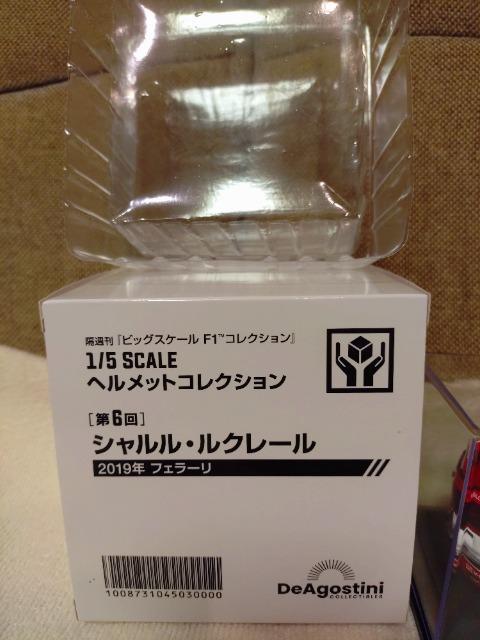 隔週刊『ビッグスケール F1™コレクション』
1/5 SCALE
ヘルメットコレクション
[第6回]
シャルル・ルクレール
2019年 フェラーリ
1008731045030000
DeAgostini
COLLECTIBLES